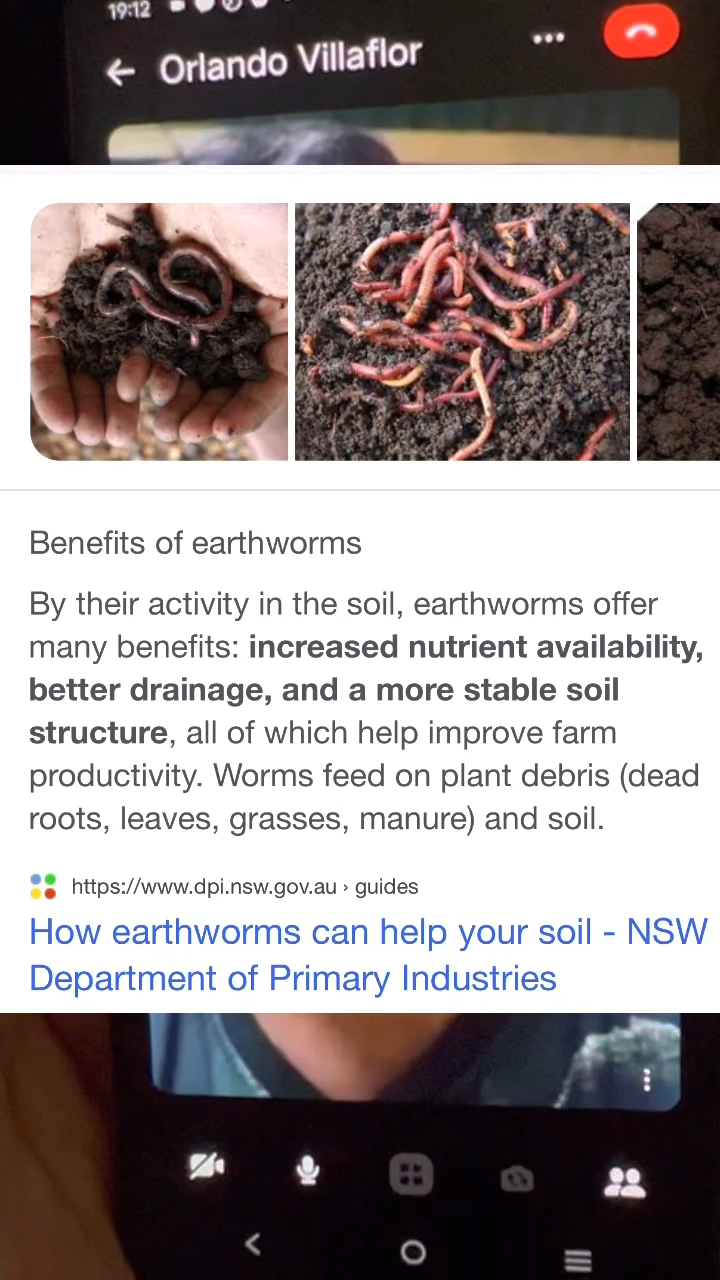 19:12
Orlando Villaflor
Benefits of earthworms
By their activity in the soil, earthworms offer
many benefits: increased nutrient availability,
better drainage, and a more stable soil
structure, all of which help improve farm
productivity. Worms feed on plant debris (dead
roots, leaves, grasses, manure) and soil.
https://www.dpi.nsw.gov.au › guides
How earthworms can help your soil - NSW
Department of Primary Industries